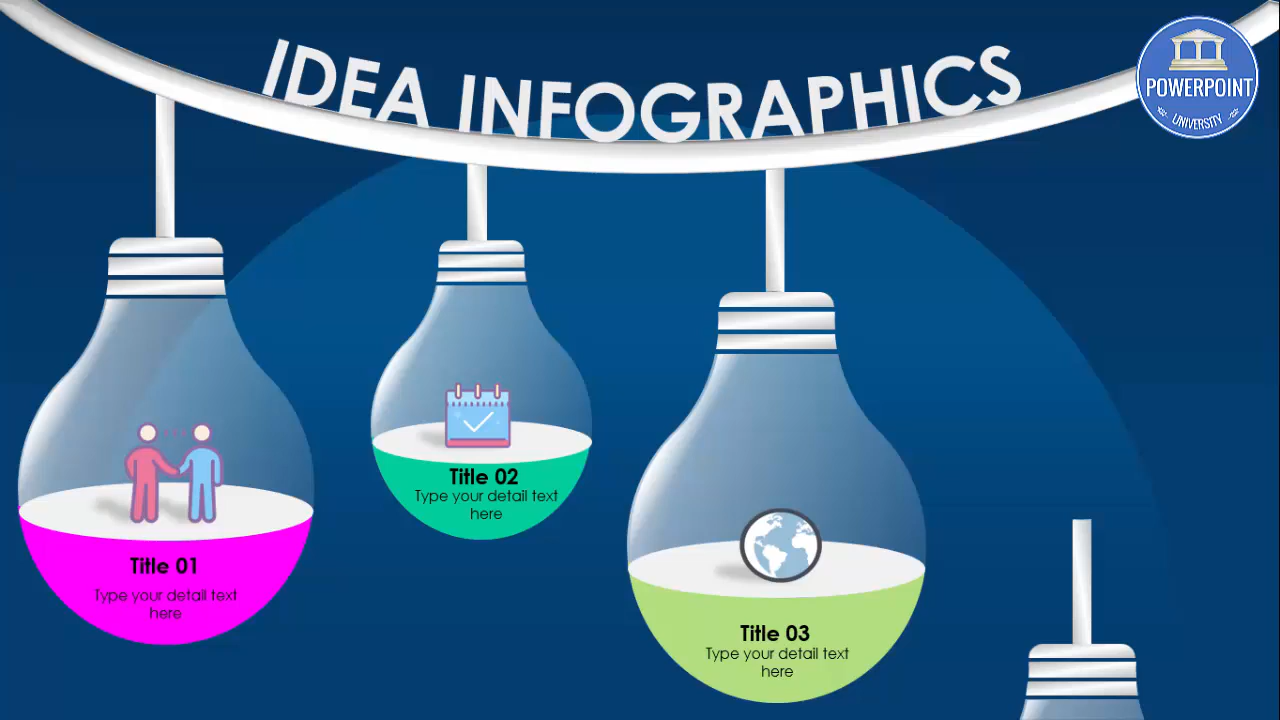 IDEA INFOGRAPHICS
POWERPOINT
UNIVERSITY
Title 01
Type your detail text
here
Title 02
Type your detail text
here
Title 03
Type your detail text
here